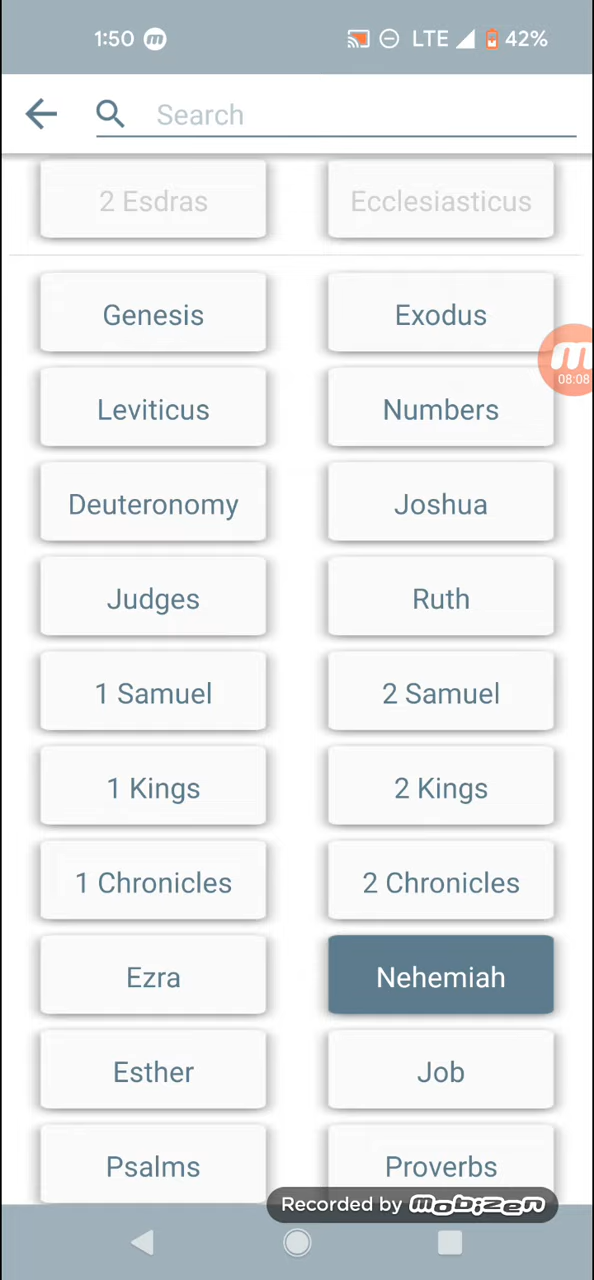 1:50 m LTE 42%
Search
2 Esdras Ecclesiasticus
Genesis Exodus
m
08:08
Leviticus Numbers
Deuteronomy Joshua
Judges Ruth
1 Samuel 2 Samuel
1 Kings 2 Kings
1 Chronicles 2 Chronicles
Ezra Nehemiah
Esther Job
Psalms Proverbs
Recorded by mobizen